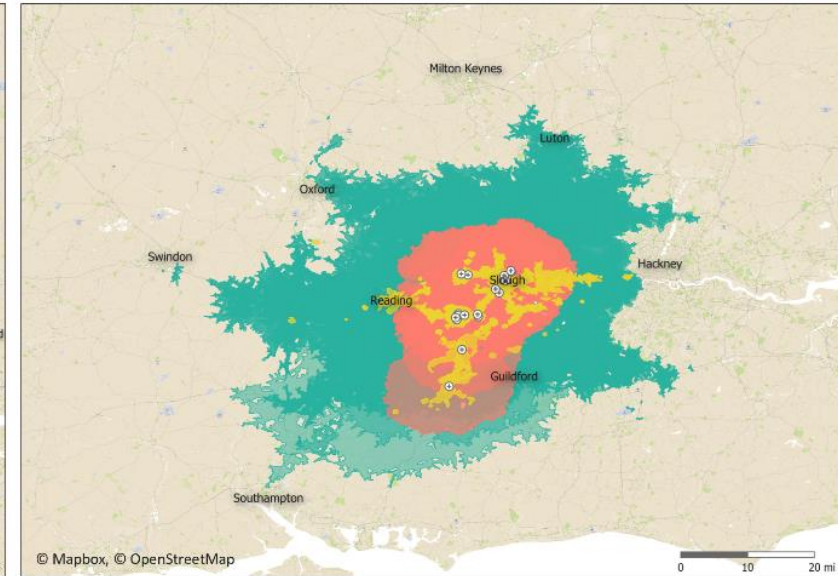 Milton Keynes
Luton
Oxford
Swindon
Hackney
Slough
Reading
Guildford
Southampton
© Mapbox, © OpenStreetMap
0 10 20 mi